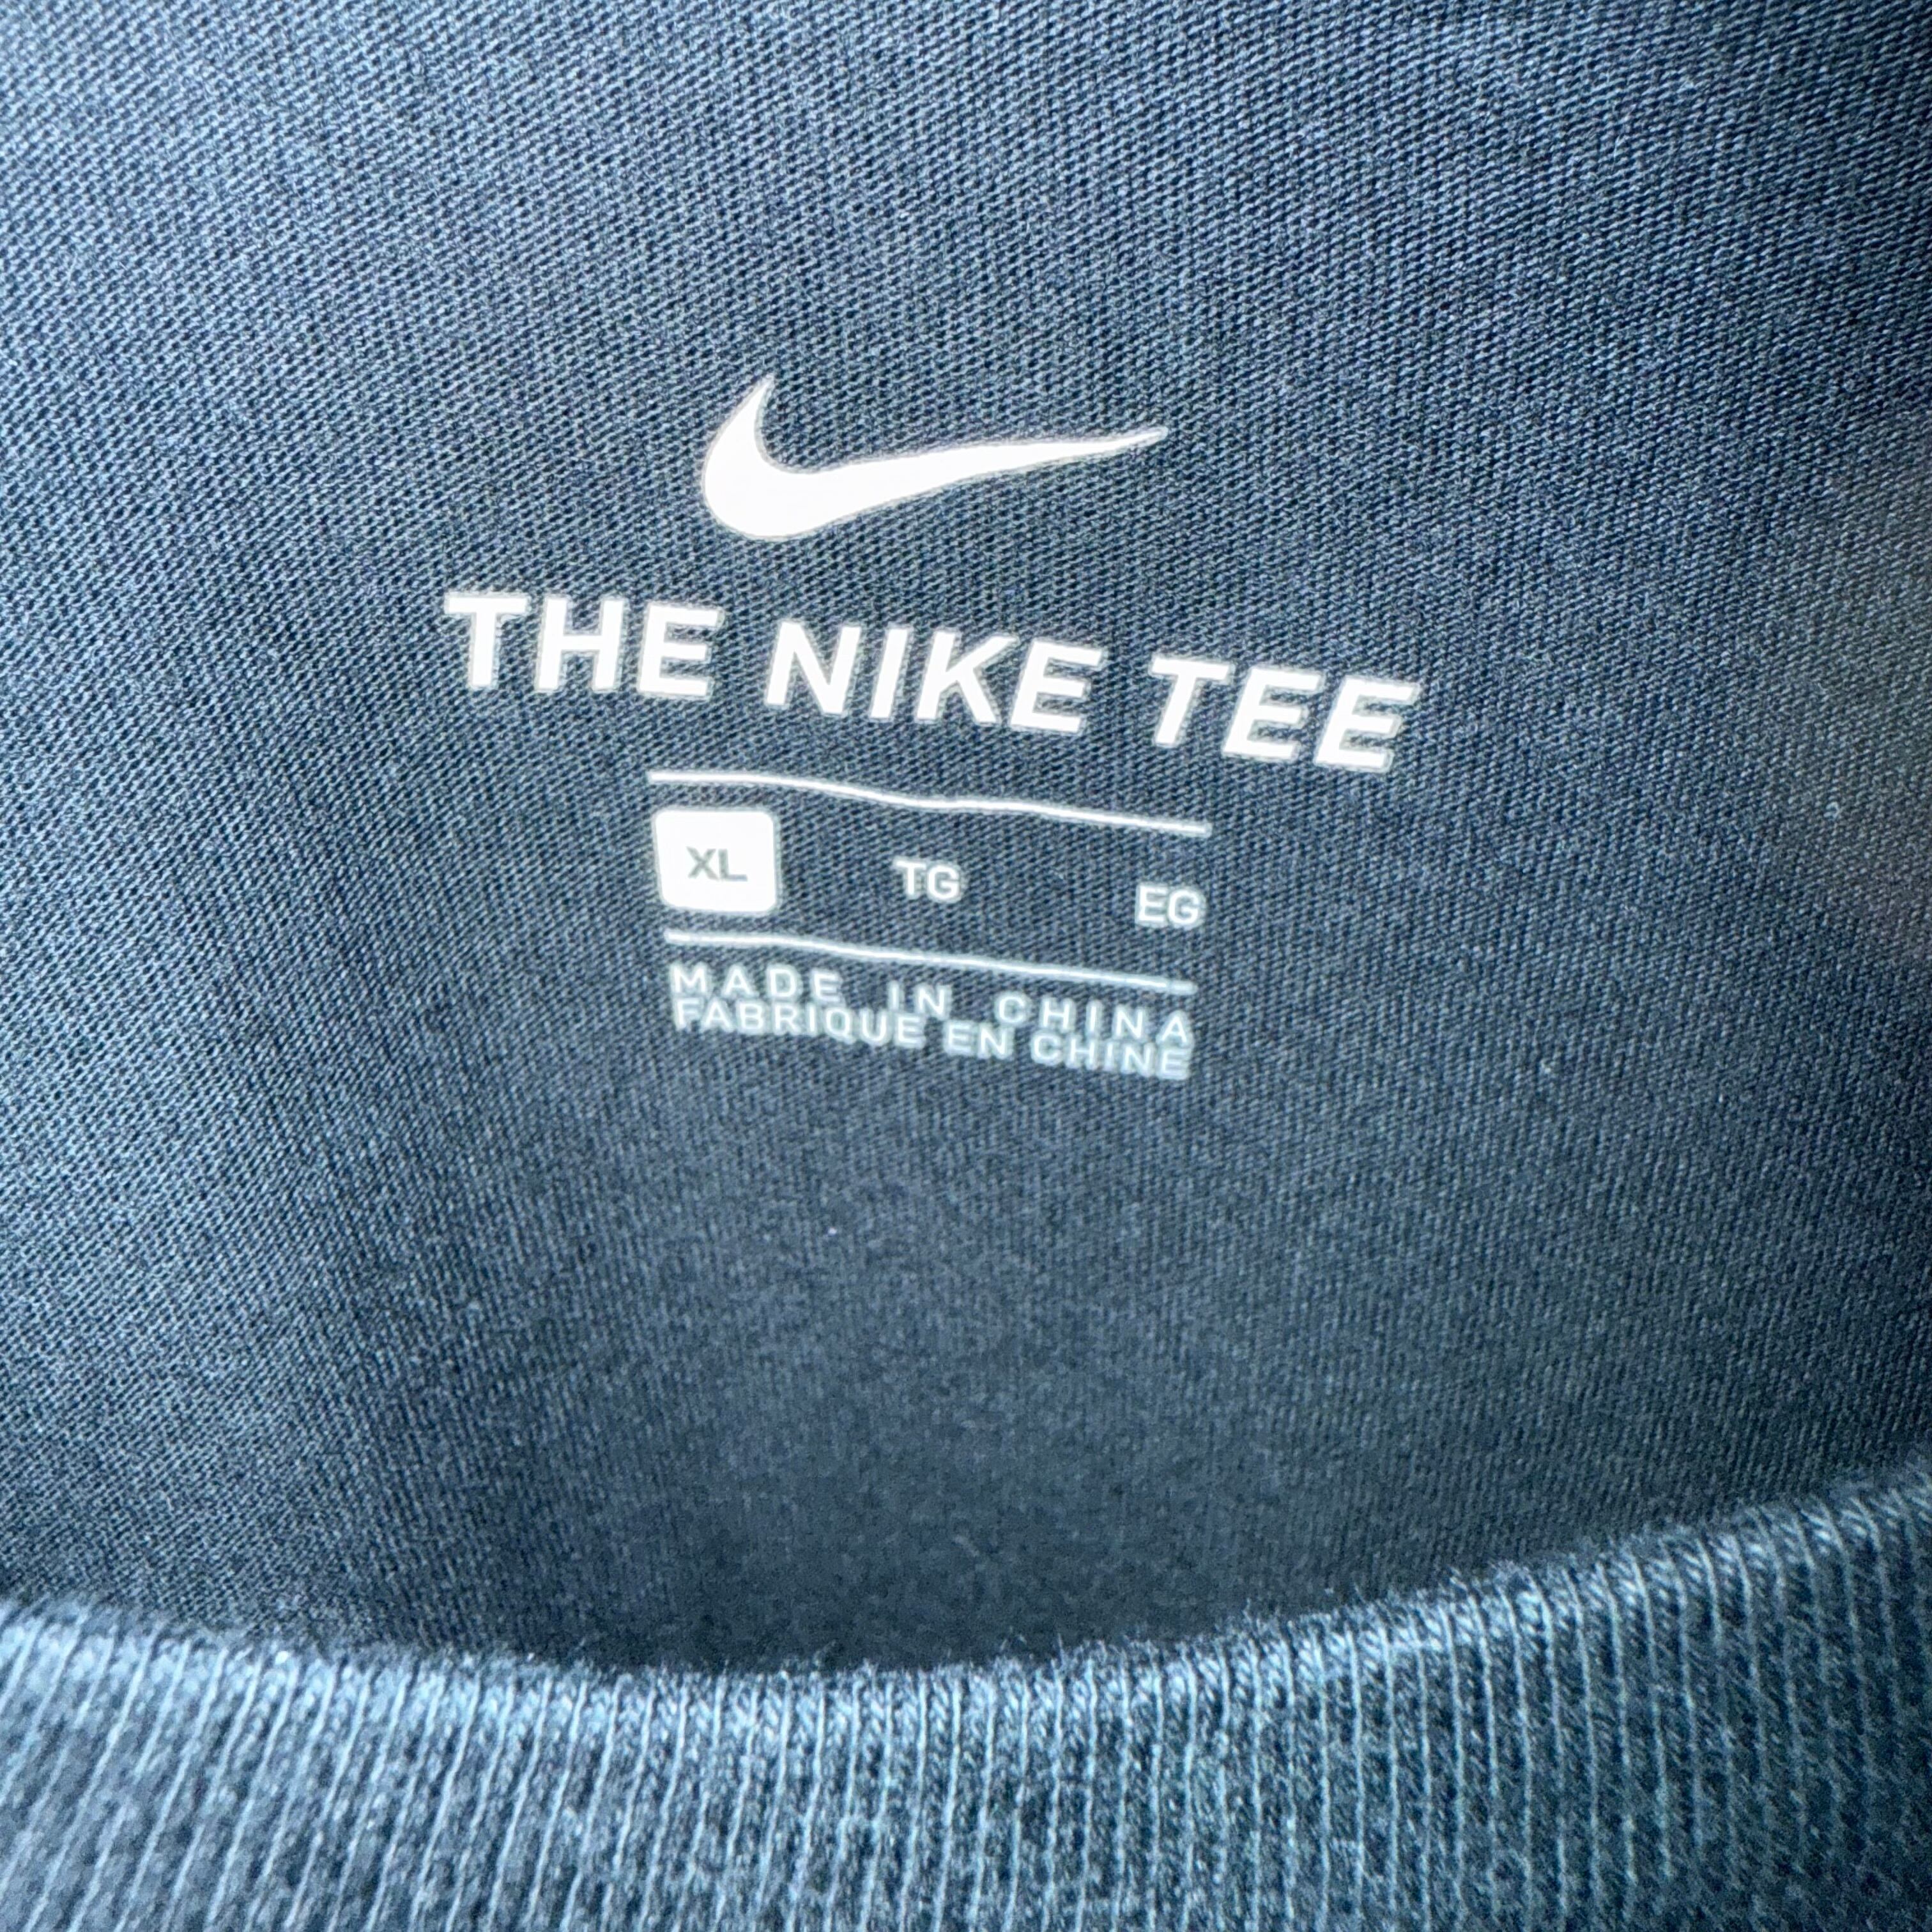 THE NIKE TEE
XL TG EG
MADE IN CHINA
FABRIQUE EN CHINE